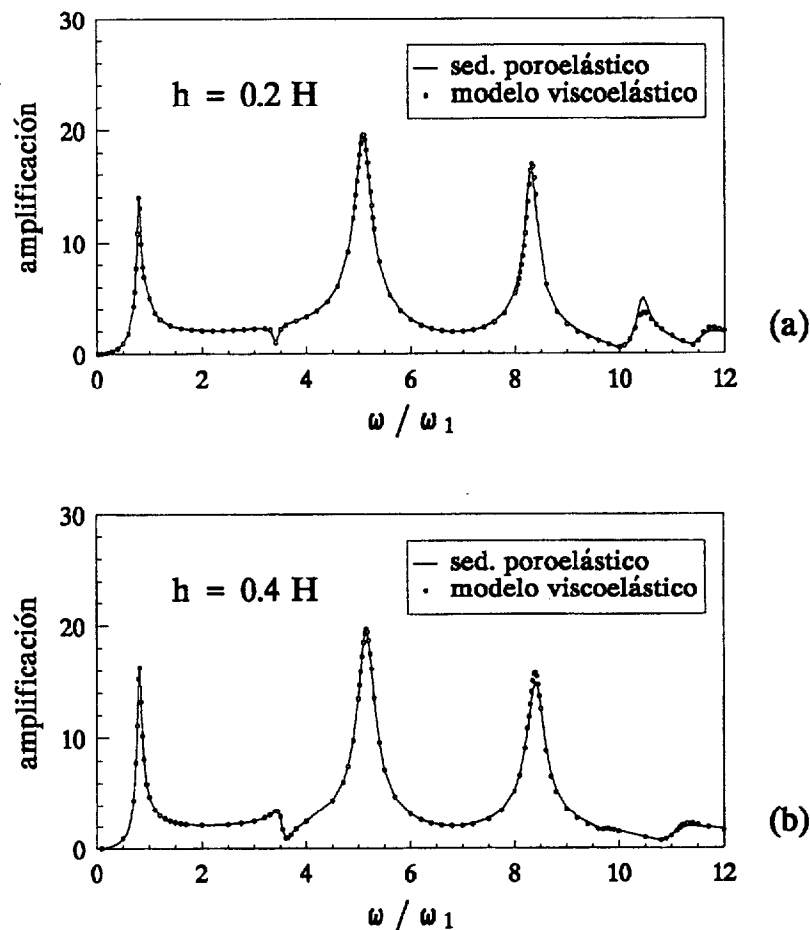 30
20
10
0
amplificación
h = 0.2 H
sed. poroelástico
modelo viscoelástico
0 2 4 6 8 10 12
ω / ω 1
(a)
30
20
10
0
amplificación
h = 0.4 H
sed. poroelástico
modelo viscoelástico
0 2 4 6 8 10 12
ω / ω 1
(b)